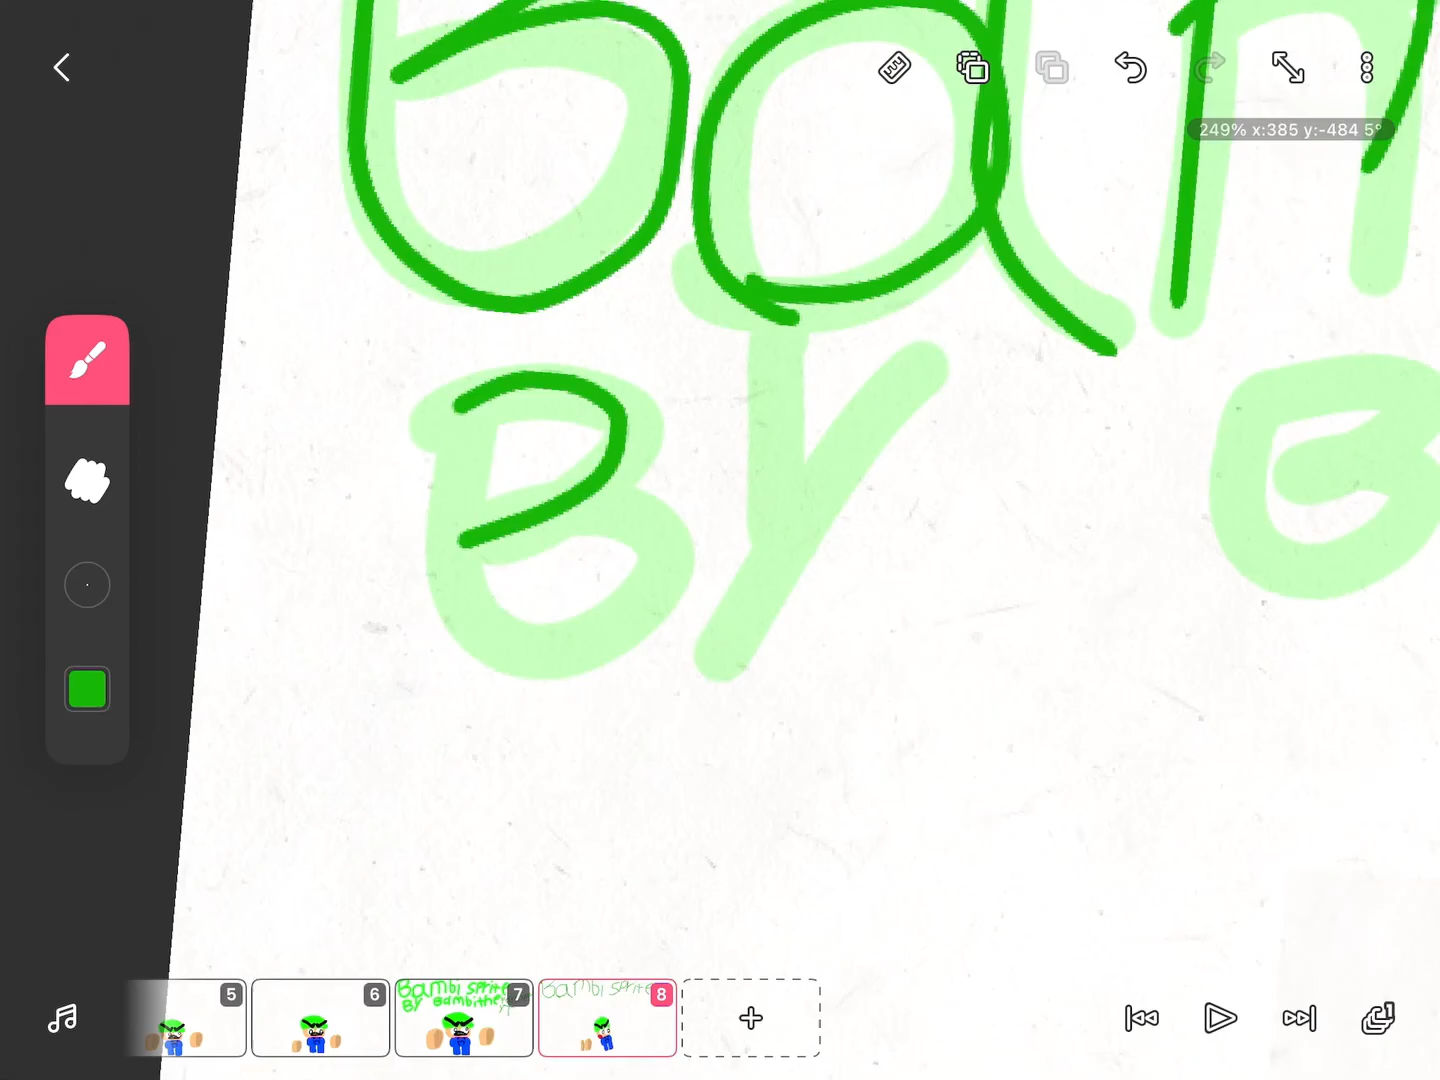 Bam
249% x:385 y:-484 5°
By B
5 6 7 8
Bambi sprite
By Bambithe
Bambi sprite